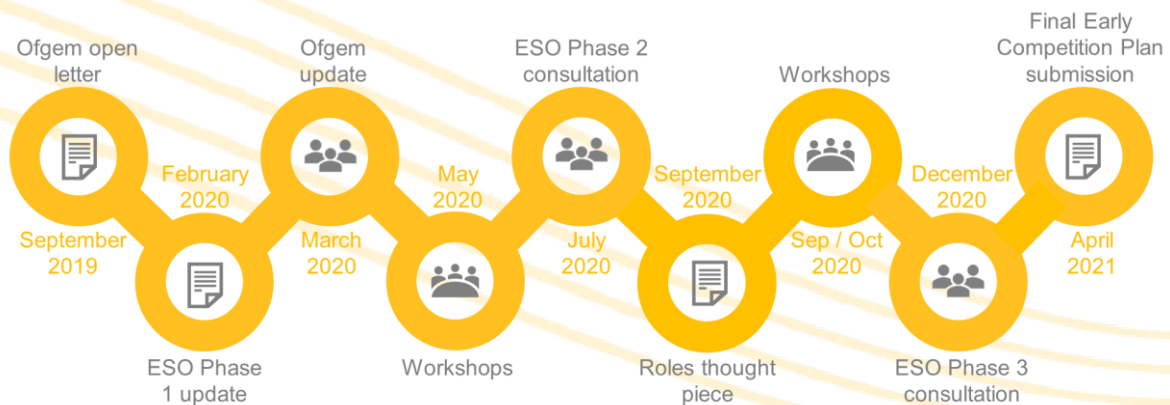 Ofgem open
letter
September
2019
February
2020
ESO Phase
1 update
Ofgem
update
March
2020
May
2020
Workshops
ESO Phase 2
consultation
July
2020
September
2020
Roles thought
piece
Workshops
Sep / Oct
2020
December
2020
ESO Phase 3
consultation
Final Early
Competition Plan
submission
April
2021